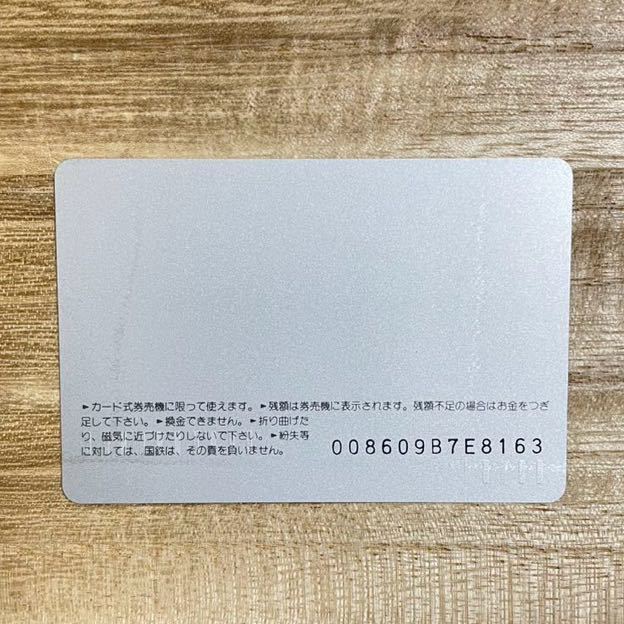 ►カード式券売機に限って使えます。►残額は券売機に表示されます。残額不足の場合はお金をつぎ
足して下さい。►換金できません。►折り曲げた
り、磁気に近づけたりしないで下さい。►紛失等
に対しては、国鉄は、その責を負いません。
008609B7E8163